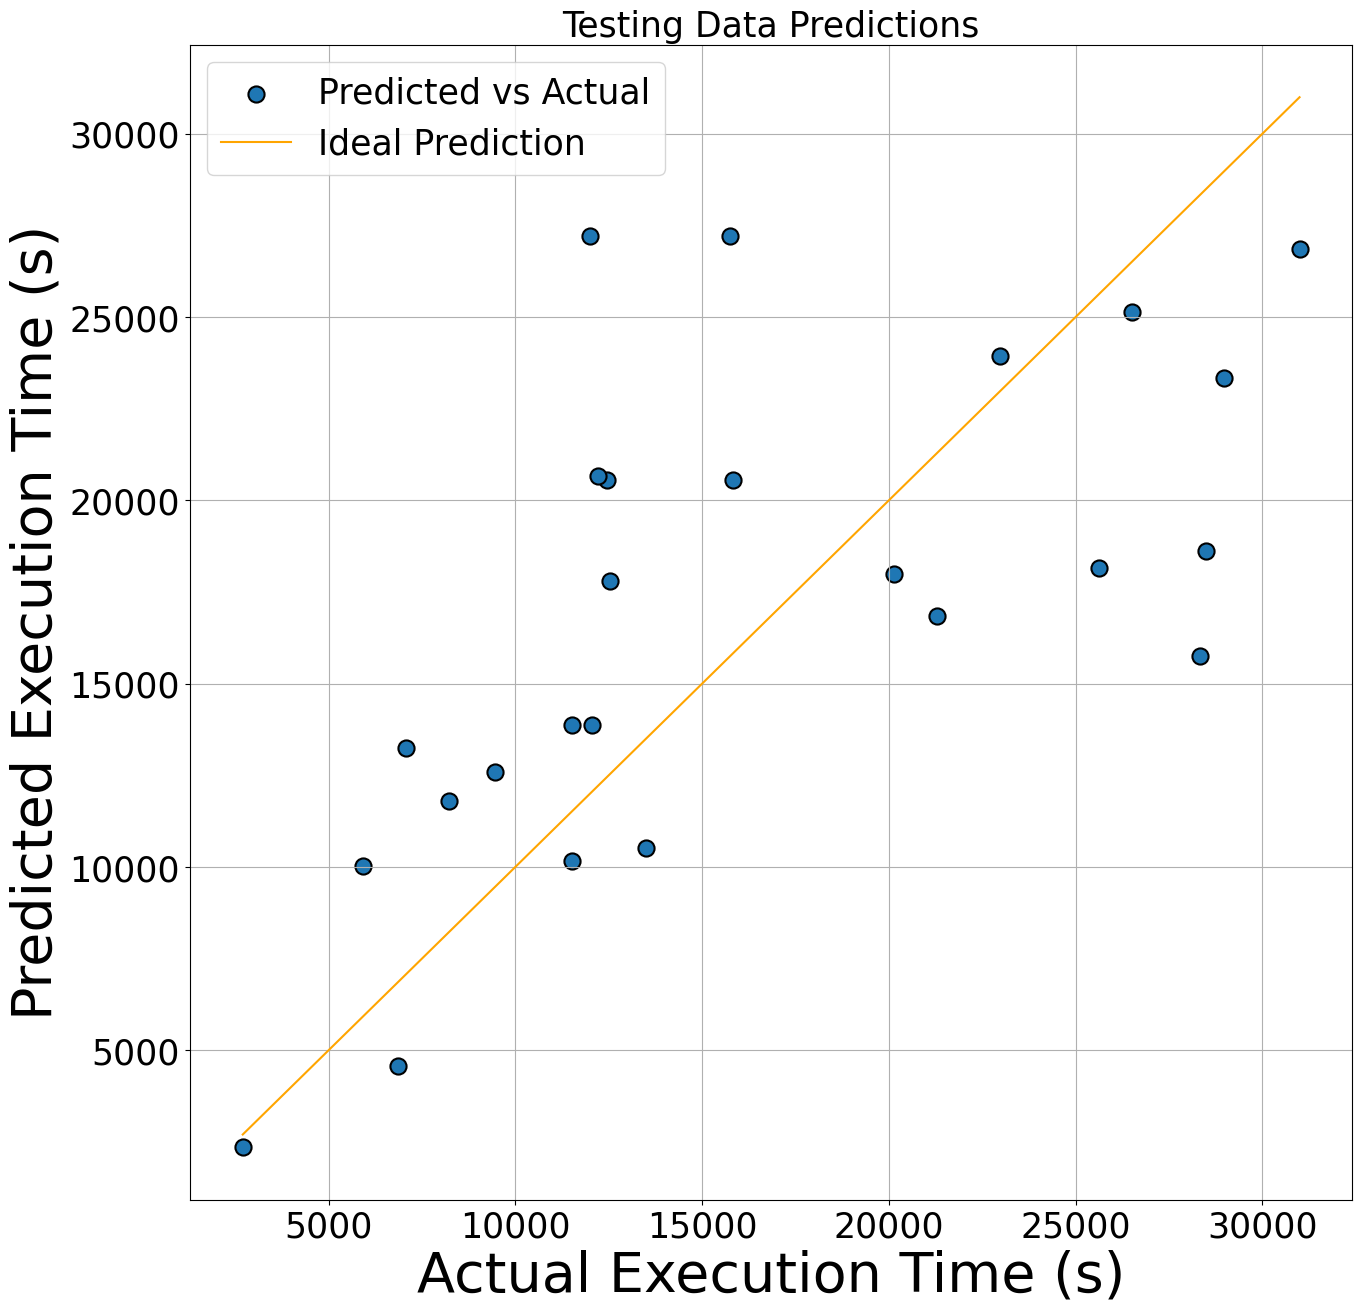 Testing Data Predictions
Predicted vs Actual
Ideal Prediction
Predicted Execution Time (s)
30000
25000
20000
15000
10000
5000
5000 10000 15000 20000 25000 30000
Actual Execution Time (s)